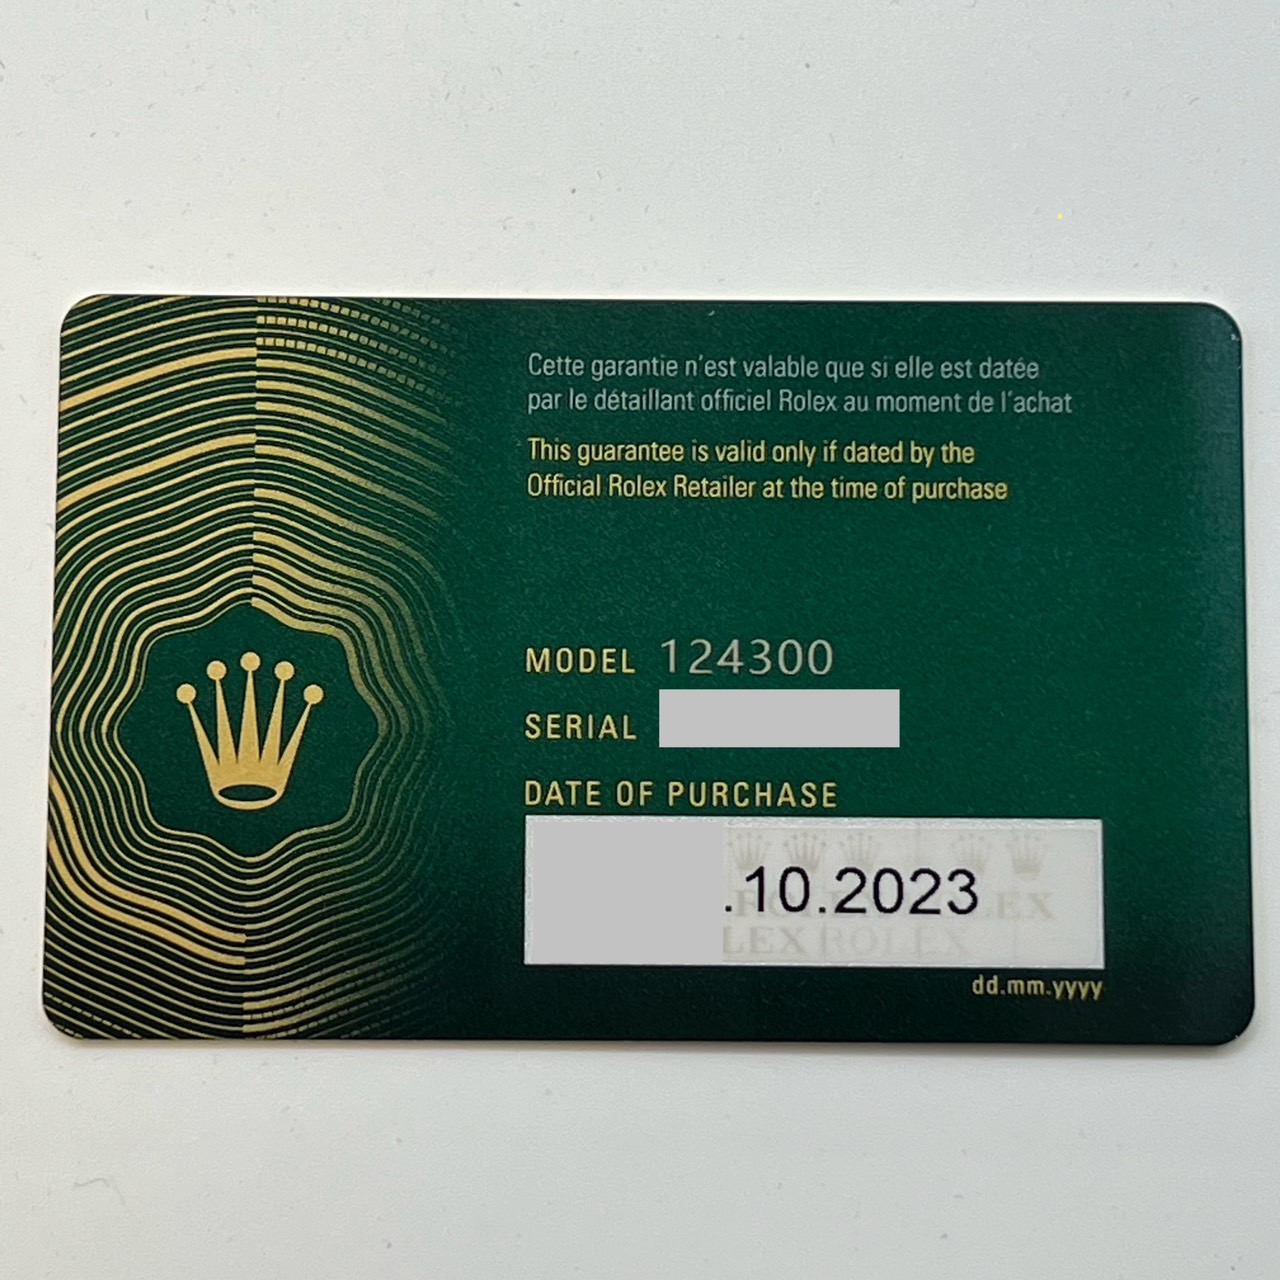 Cette garantie n'est valable que si elle est datée
par le détaillant officiel Rolex au moment de l'achat
This guarantee is valid only if dated by the
Official Rolex Retailer at the time of purchase
MODEL 124300
SERIAL
DATE OF PURCHASE
.10.2023
LEX ROLEX
dd.mm.yyyy